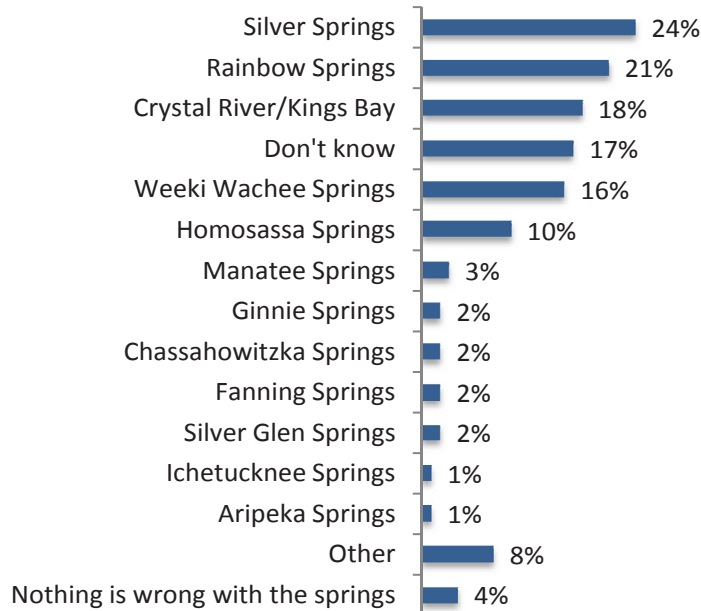 Silver Springs 24%
Rainbow Springs 21%
Crystal River/Kings Bay 18%
Don't know 17%
Weeki Wachee Springs 16%
Homosassa Springs 10%
Manatee Springs 3%
Ginnie Springs 2%
Chassahowitzka Springs 2%
Fanning Springs 2%
Silver Glen Springs 2%
Ichetucknee Springs 1%
Aripeka Springs 1%
Other 8%
Nothing is wrong with the springs 4%